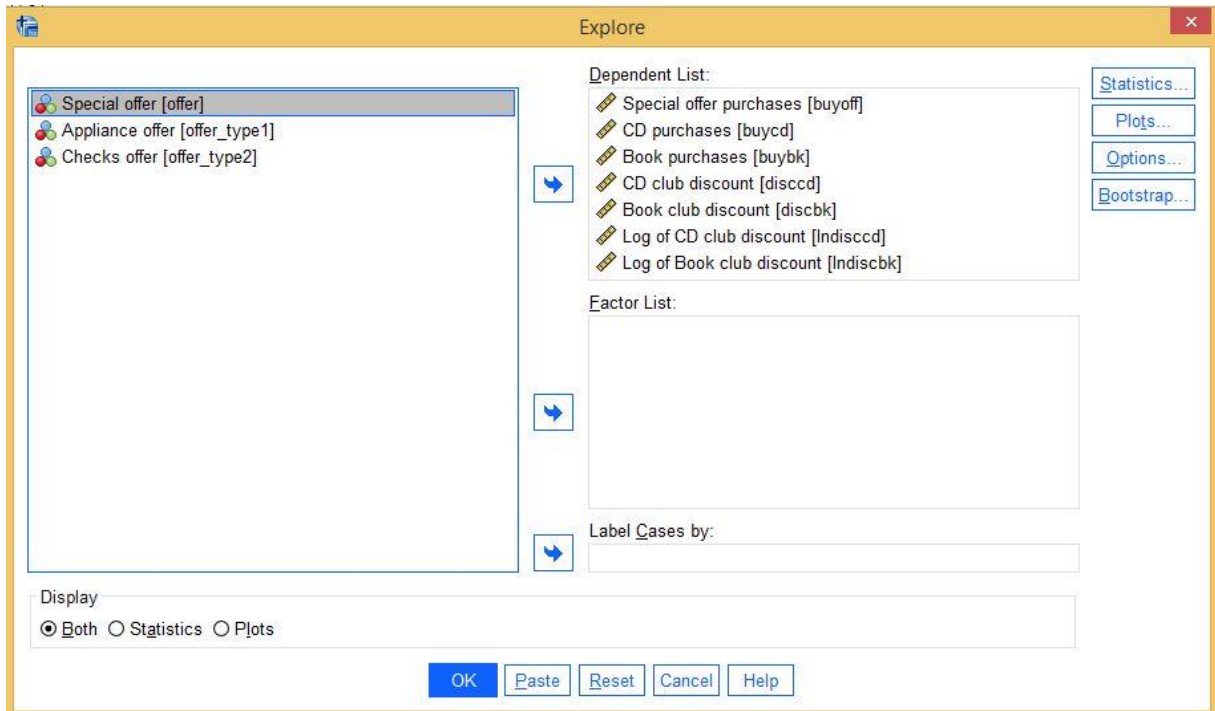 Explore
Special offer [offer]
Appliance offer [offer_type1]
Checks offer [offer_type2]
Dependent List:
Special offer purchases [buyoff]
CD purchases [buycd]
Book purchases [buybk]
CD club discount [disccd]
Book club discount [discbk]
Log of CD club discount [lndisccd]
Log of Book club discount [lndiscbk]
Factor List:
Label Cases by:
Statistics...
Plots...
Options...
Bootstrap...
Display
Both Statistics Plots
OK Paste Reset Cancel Help